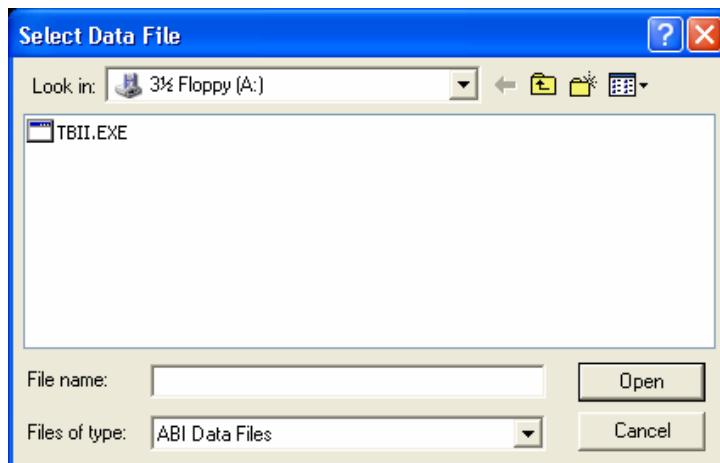 Select Data File
Look in: 3½ Floppy (A:)
TBII.EXE
File name: Open
Files of type: ABI Data Files Cancel